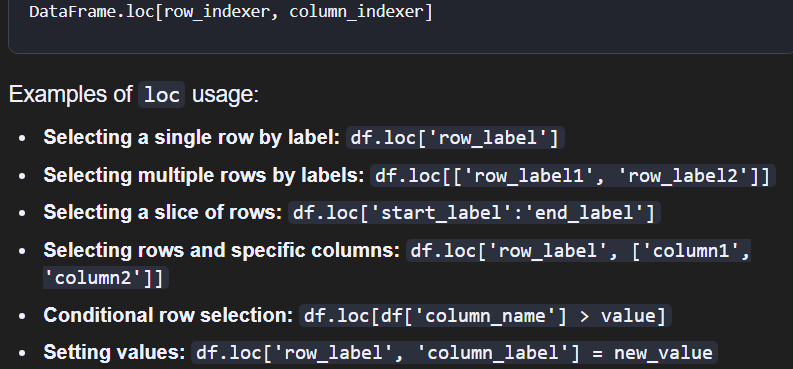 DataFrame.loc[row_indexer, column_indexer]
Examples of loc usage:
• Selecting a single row by label: df.loc['row_label']
• Selecting multiple rows by labels: df.loc[['row_label1', 'row_label2']]
• Selecting a slice of rows: df.loc['start_label':'end_label']
• Selecting rows and specific columns: df.loc['row_label', ['column1',
'column2']]
• Conditional row selection: df.loc[df['column_name'] > value]
• Setting values: df.loc['row_label', 'column_label'] = new_value